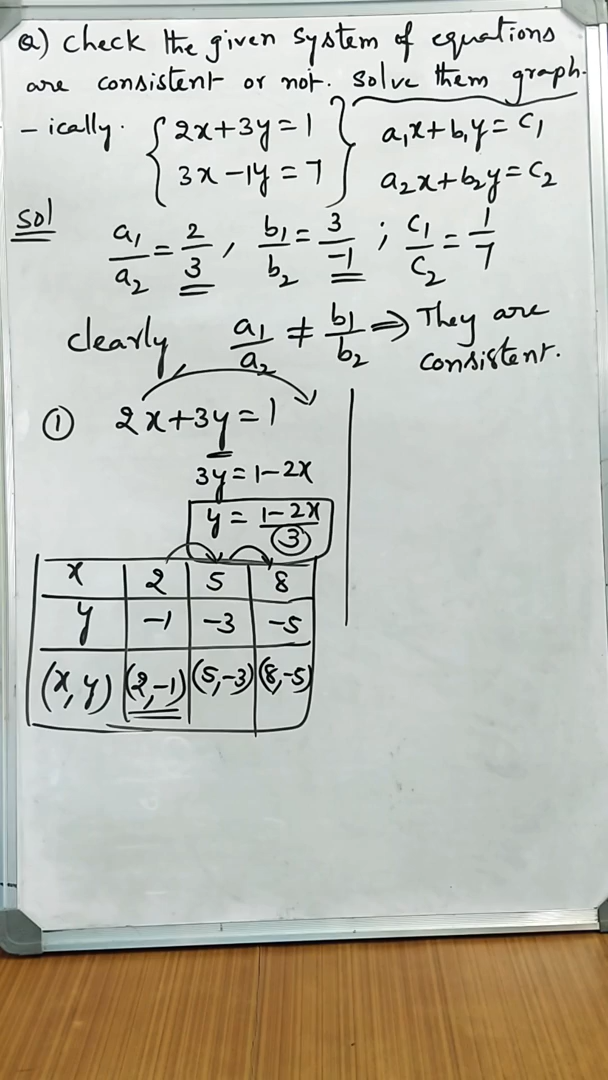 Q) Check the given system of equations
are consistent or not. Solve them graph-
-ically. { 2x+3y=1 } a₁x+b₁y=c₁
{ 3x-1y=7 } a₂x+b₂y=c₂
Sol
a₁/a₂ = 2/3 , b₁/b₂ = 3/-1 ; c₁/c₂ = 1/7
clearly, a₁/a₂ ≠ b₁/b₂ ⇒ They are
consistent.
① 2x+3y=1
3y=1-2x
y = 1-2x/3
x 2 5 8
y -1 -3 -5
(x,y) (2,-1) (5,-3) (8,-5)